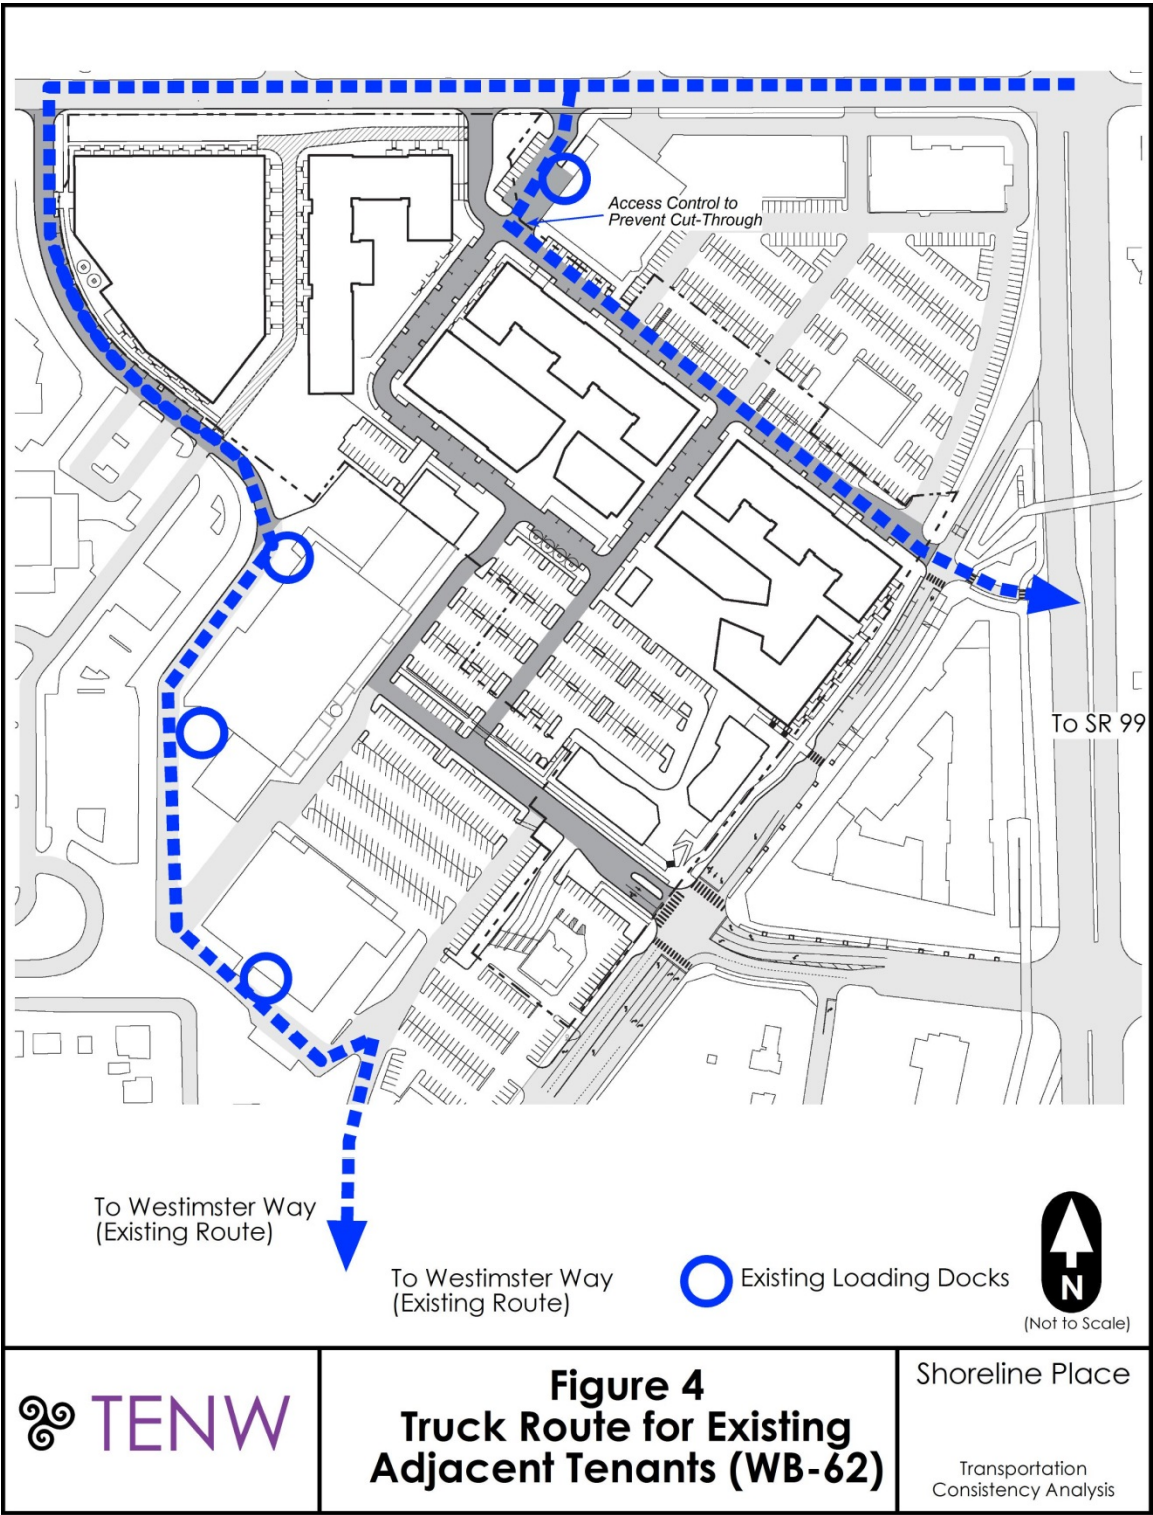 Access Control to
Prevent Cut-Through
To SR 99
To Westimster Way
(Existing Route)
To Westimster Way
(Existing Route)
Existing Loading Docks
N
(Not to Scale)
TENW
Figure 4
Truck Route for Existing
Adjacent Tenants (WB-62)
Shoreline Place
Transportation
Consistency Analysis